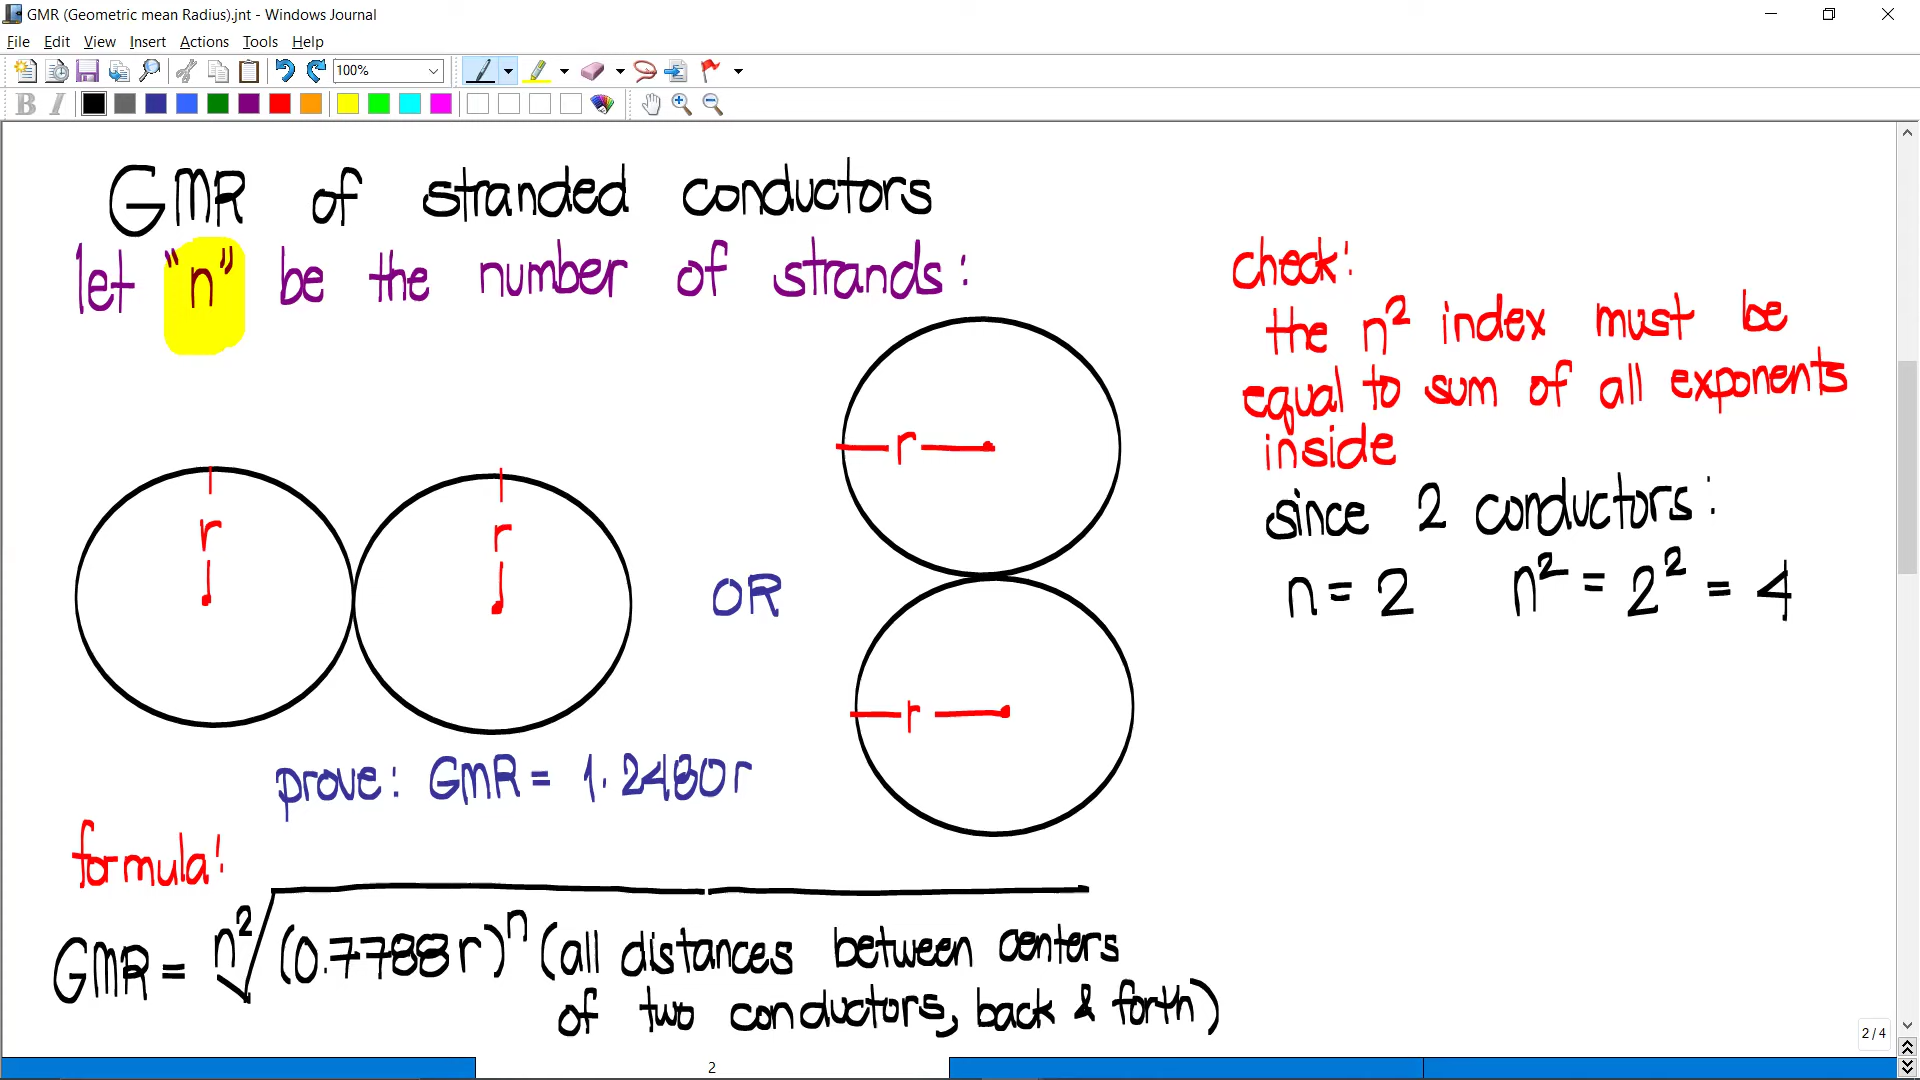 GMR (Geometric mean Radius).jnt - Windows Journal
File Edit View Insert Actions Tools Help
100%
B I
GMR of stranded conductors
let "n" be the number of strands:
check:
the n² index must be
equal to sum of all exponents
inside
since 2 conductors:
n = 2 n² = 2² = 4
r
r
OR
r
r
prove: GMR = 1.2480r
formula:
GMR = n²√(0.7788r)ⁿ (all distances between centers
of two conductors, back & forth)
2 / 4
2